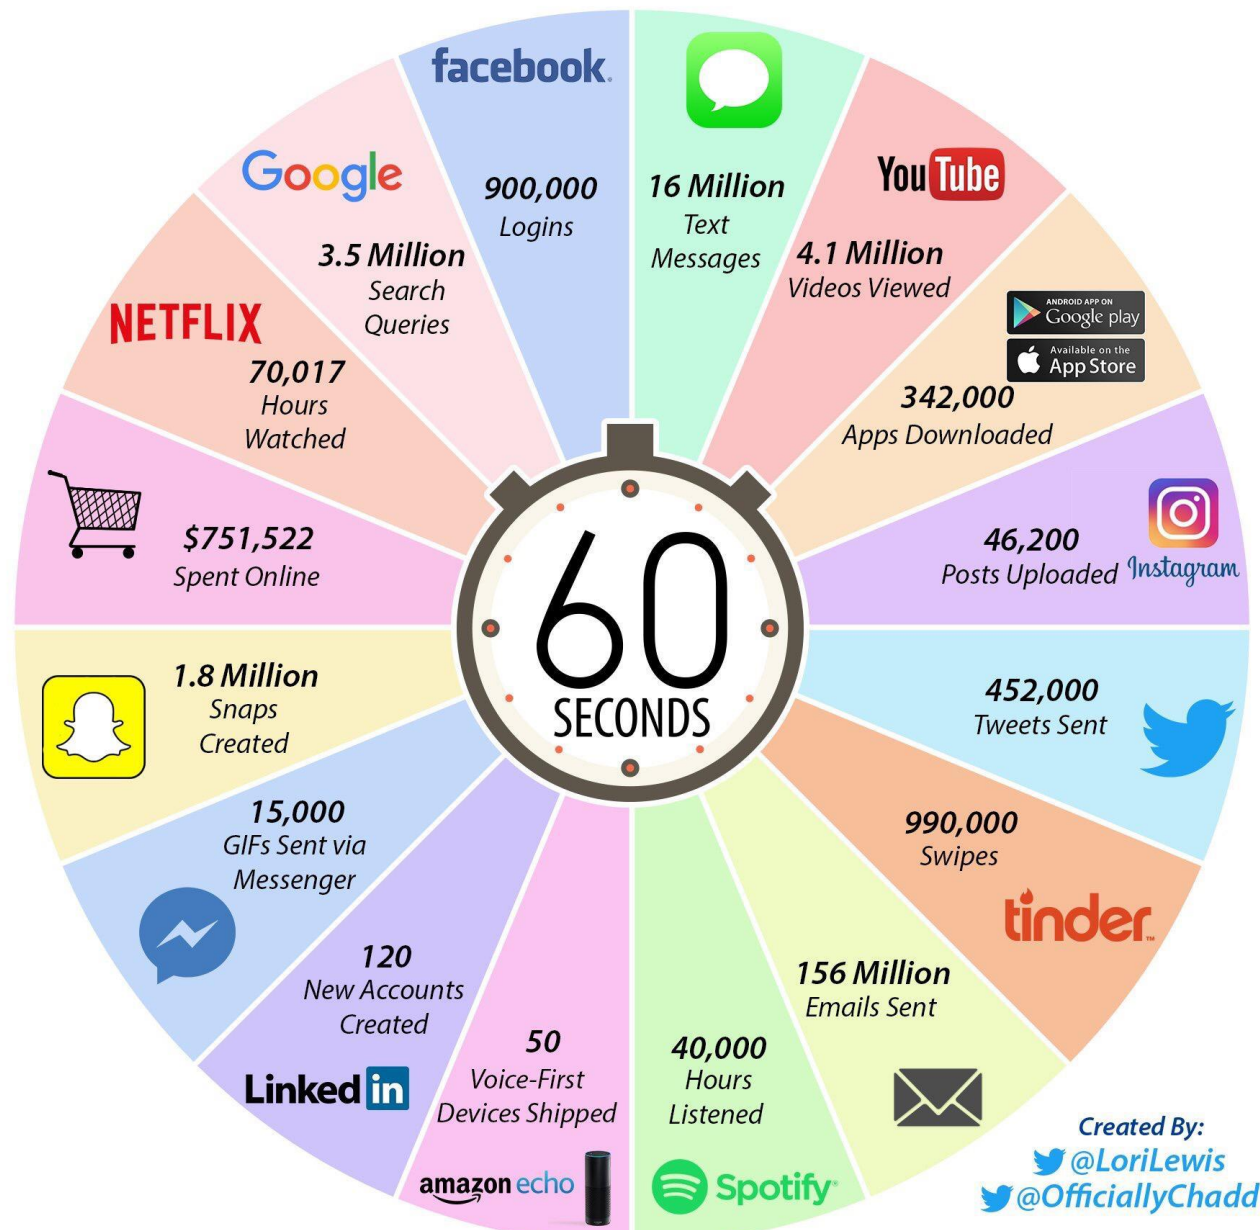 facebook
900,000
Logins
16 Million
Text
Messages
YouTube
4.1 Million
Videos Viewed
ANDROID APP ON
Google play
Available on the
App Store
342,000
Apps Downloaded
Instagram
46,200
Posts Uploaded
452,000
Tweets Sent
990,000
Swipes
tinder
156 Million
Emails Sent
40,000
Hours
Listened
Spotify
50
Voice-First
Devices Shipped
amazon echo
120
New Accounts
Created
Linked in
15,000
GIFs Sent via
Messenger
1.8 Million
Snaps
Created
$751,522
Spent Online
NETFLIX
70,017
Hours
Watched
Google
3.5 Million
Search
Queries
60
SECONDS
Created By:
@LoriLewis
@OfficiallyChadd